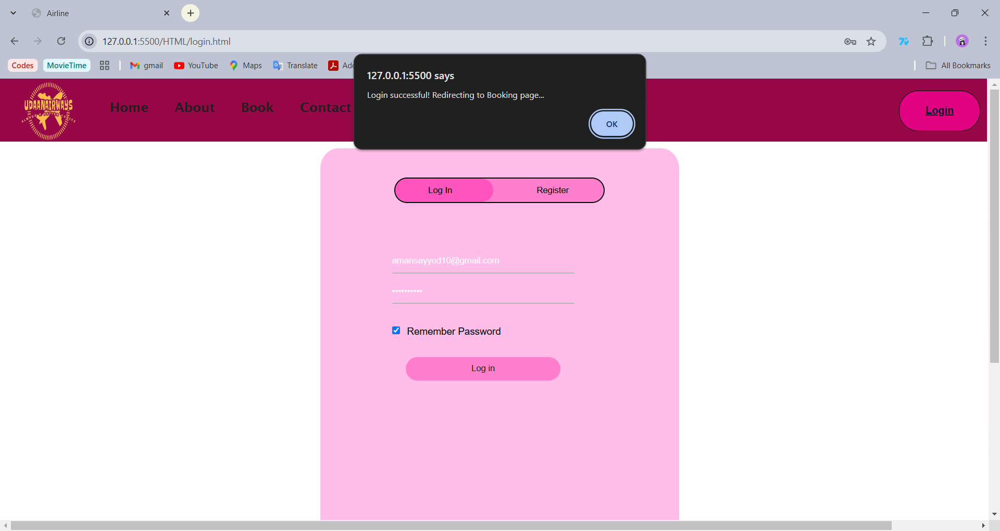 Airline
127.0.0.1:5500/HTML/login.html
Codes MovieTime gmail YouTube Maps Translate All Bookmarks
127.0.0.1:5500 says
Login successful! Redirecting to Booking page...
OK
UDAANAIRWAYS
Home About Book Contact Login
Log In Register
amansayyed10@gmail.com
••••••••••
Remember Password
Log in